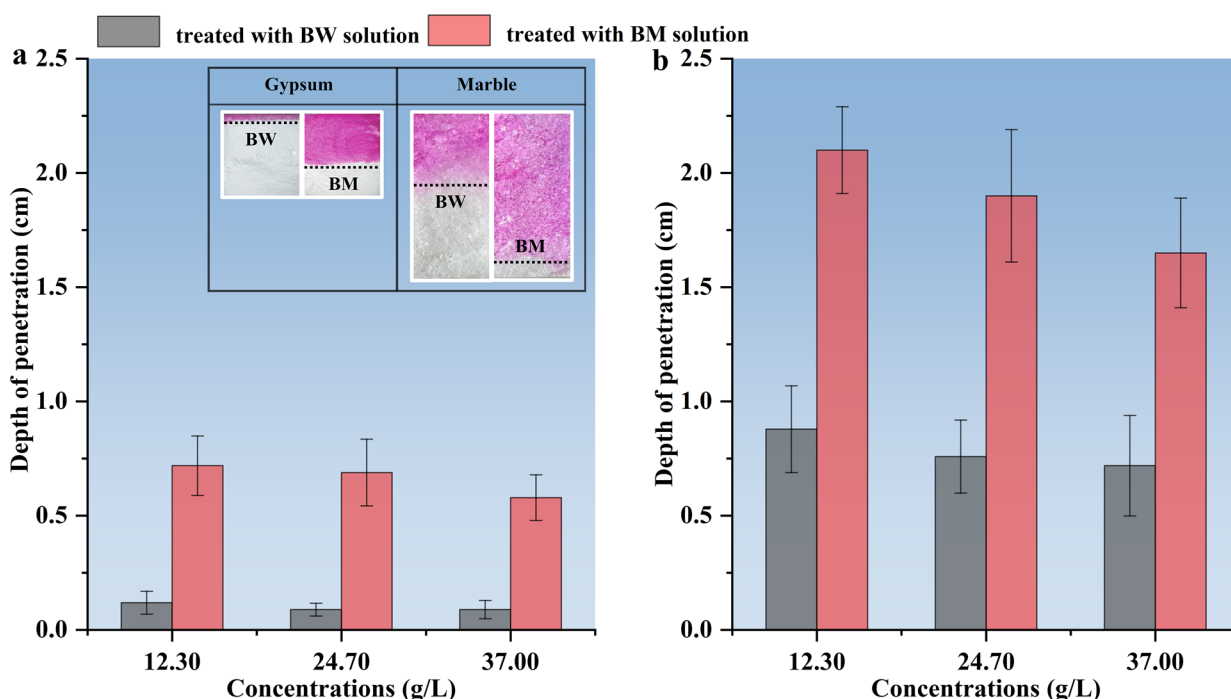 treated with BW solution treated with BM solution
a
Depth of penetration (cm)
2.5
2.0
1.5
1.0
0.5
0.0
Gypsum Marble
BW
BM
BW
BM
12.30 24.70 37.00
Concentrations (g/L)
b
Depth of penetration (cm)
2.5
2.0
1.5
1.0
0.5
0.0
12.30 24.70 37.00
Concentrations (g/L)